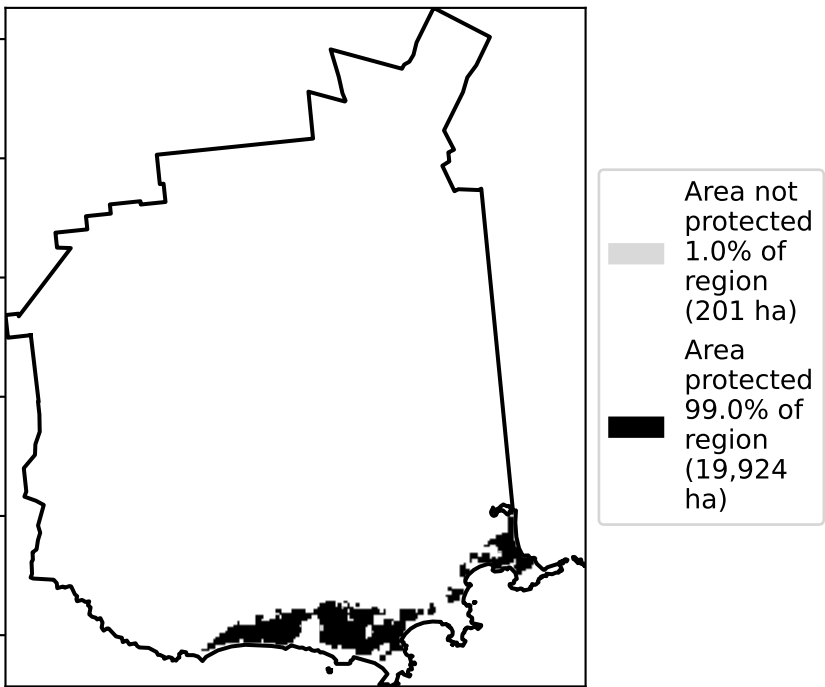 Area not
protected
1.0% of
region
(201 ha)
Area
protected
99.0% of
region
(19,924
ha)